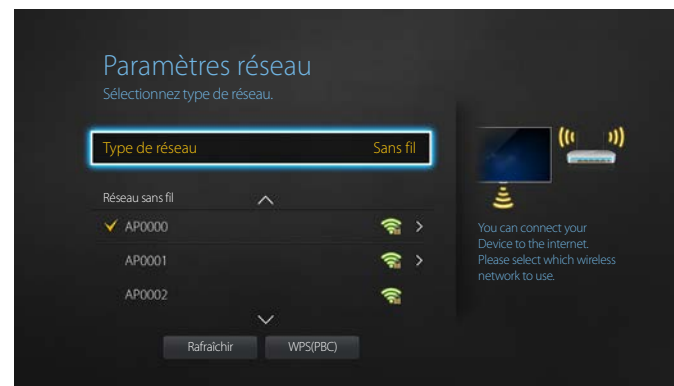 Paramètres réseau
Sélectionnez type de réseau.
Type de réseau Sans fil
Réseau sans fil
AP0000
AP0001
AP0002
Rafraîchir WPS(PBC)
You can connect your
Device to the internet.
Please select which wireless
network to use.